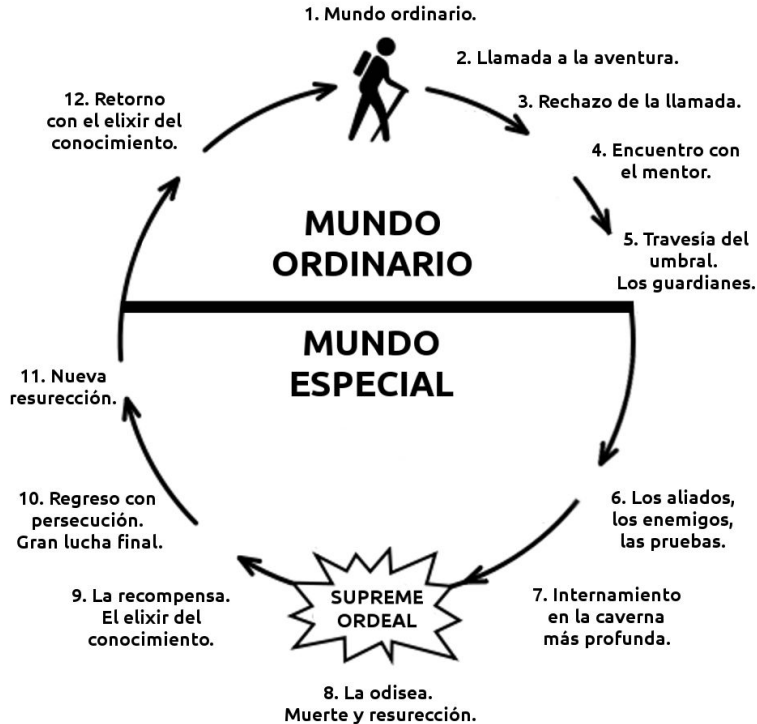 1. Mundo ordinario.
2. Llamada a la aventura.
3. Rechazo de la llamada.
4. Encuentro con
el mentor.
5. Travesía del
umbral.
Los guardianes.
6. Los aliados,
los enemigos,
las pruebas.
7. Internamiento
en la caverna
más profunda.
8. La odisea.
Muerte y resurección.
9. La recompensa.
El elixir del
conocimiento.
10. Regreso con
persecución.
Gran lucha final.
11. Nueva
resurección.
12. Retorno
con el elixir del
conocimiento.
MUNDO
ORDINARIO
MUNDO
ESPECIAL
SUPREME
ORDEAL